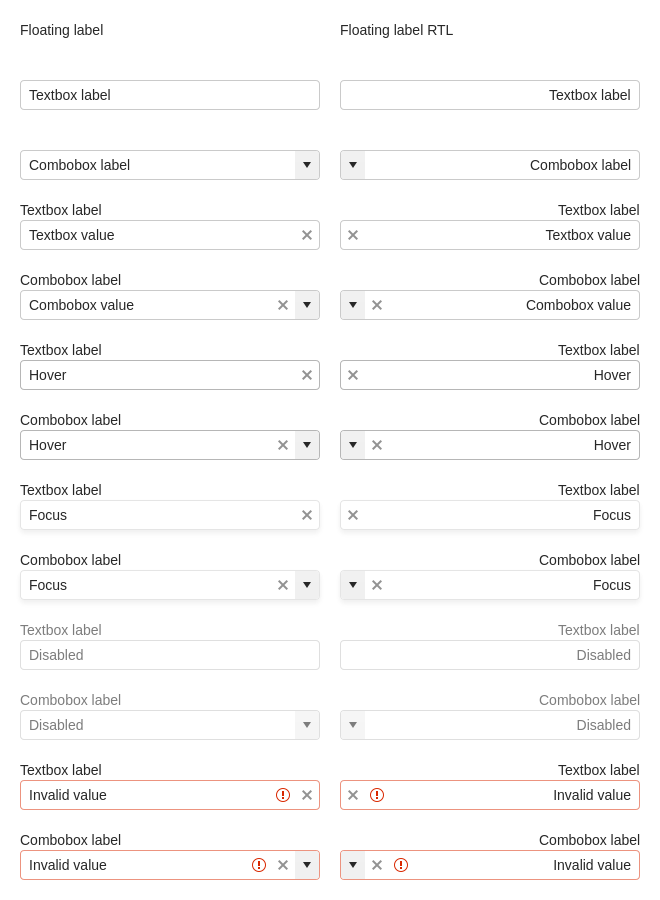 Floating label
Floating label RTL
Textbox label
Textbox label
Combobox label
Combobox label
Textbox label
Textbox label
Textbox value
Textbox value
Combobox label
Combobox label
Combobox value
Combobox value
Textbox label
Textbox label
Hover
Hover
Combobox label
Combobox label
Hover
Hover
Textbox label
Textbox label
Focus
Focus
Combobox label
Combobox label
Focus
Focus
Textbox label
Textbox label
Disabled
Disabled
Combobox label
Combobox label
Disabled
Disabled
Textbox label
Textbox label
Invalid value
Invalid value
Combobox label
Combobox label
Invalid value
Invalid value